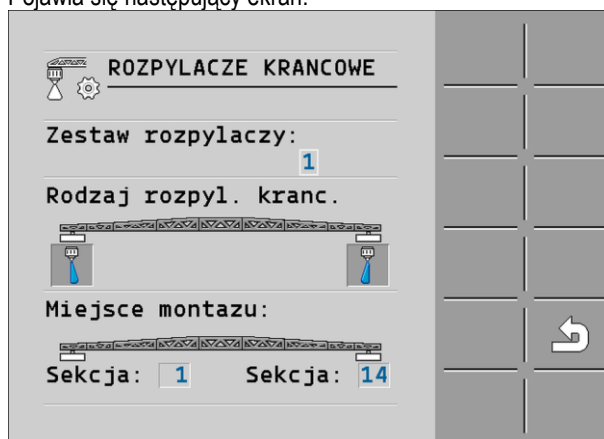 Pojawia się następujący ekran:
ROZPYLACZE KRANCOWE
Zestaw rozpylaczy:
1
Rodzaj rozpyl. kranc.
Miejsce montazu:
Sekcja: 1 Sekcja: 14